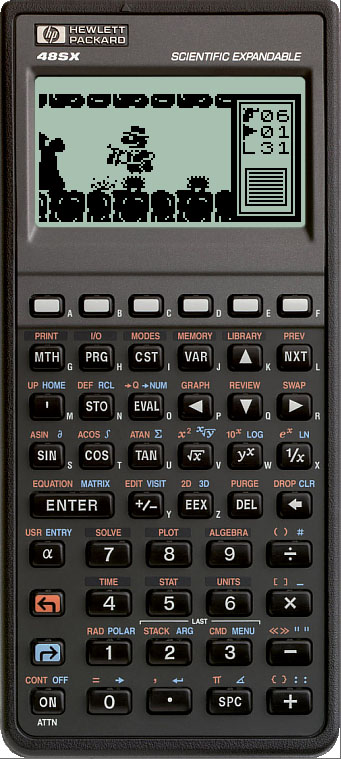 hp HEWLETT
PACKARD
48SX SCIENTIFIC EXPANDABLE
06
01
L31
A B C D E F
PRINT I/O MODES MEMORY LIBRARY PREV
MTH G PRG H CST I VAR J ▲ K NXT L
UP HOME DEF RCL →Q →NUM GRAPH REVIEW SWAP
' M STO N EVAL O ◀ P ▼ Q ▶ R
ASIN ∂ ACOS ∫ ATAN Σ x² ˣ√y 10ˣ LOG eˣ LN
SIN S COS T TAN U √x V yˣ W 1/x X
EQUATION MATRIX EDIT VISIT 2D 3D PURGE DROP CLR
ENTER +/- Y EEX Z DEL ←
USR ENTRY SOLVE PLOT ALGEBRA ( ) #
α 7 8 9 ÷
TIME STAT UNITS [ ] _
4 5 6 ×
LAST
RAD POLAR STACK ARG CMD MENU «» " "
1 2 3 −
CONT OFF = → , ↵ π ∡ { } : :
ON 0 · SPC +
ATTN